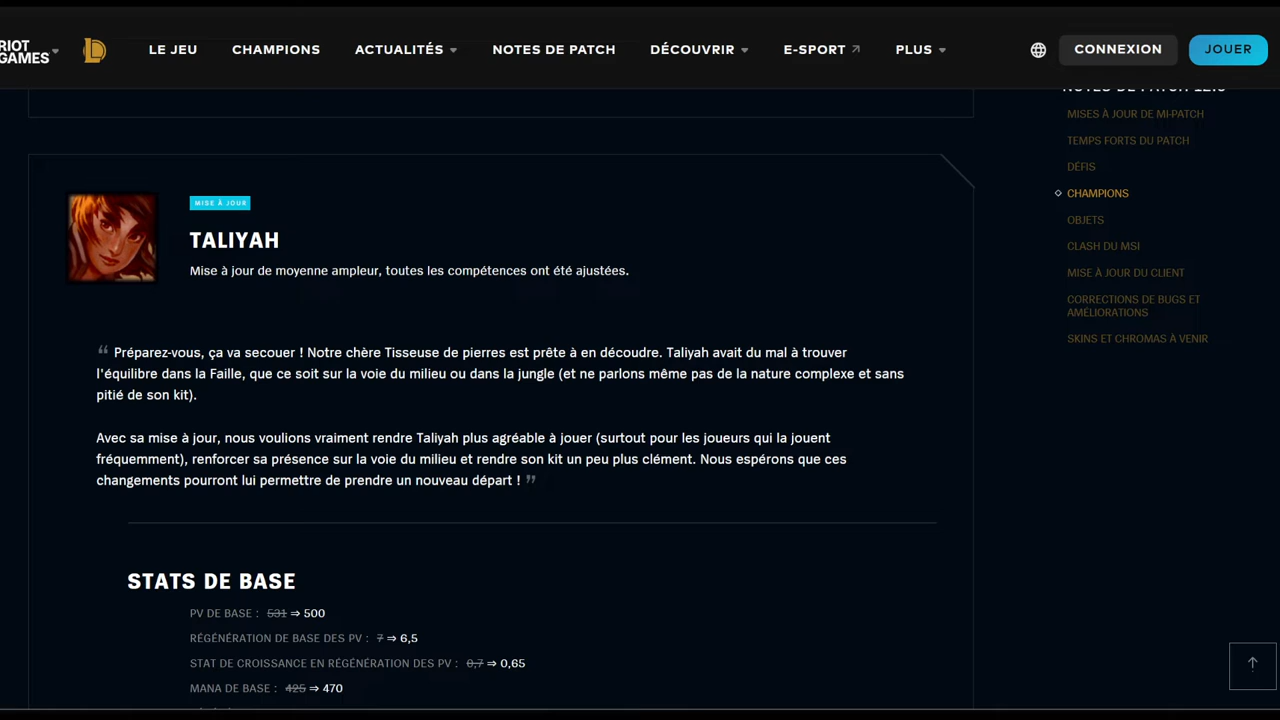 RIOT
GAMES
LE JEU
CHAMPIONS
ACTUALITÉS
NOTES DE PATCH
DÉCOUVRIR
E-SPORT
PLUS
CONNEXION
JOUER
MISE À JOUR
TALIYAH
Mise à jour de moyenne ampleur, toutes les compétences ont été ajustées.
“ Préparez-vous, ça va secouer ! Notre chère Tisseuse de pierres est prête à en découdre. Taliyah avait du mal à trouver
l'équilibre dans la Faille, que ce soit sur la voie du milieu ou dans la jungle (et ne parlons même pas de la nature complexe et sans
pitié de son kit).
Avec sa mise à jour, nous voulions vraiment rendre Taliyah plus agréable à jouer (surtout pour les joueurs qui la jouent
fréquemment), renforcer sa présence sur la voie du milieu et rendre son kit un peu plus clément. Nous espérons que ces
changements pourront lui permettre de prendre un nouveau départ ! ”
STATS DE BASE
PV DE BASE : 531 ⇒ 500
RÉGÉNÉRATION DE BASE DES PV : 7 ⇒ 6,5
STAT DE CROISSANCE EN RÉGÉNÉRATION DES PV : 0,7 ⇒ 0,65
MANA DE BASE : 425 ⇒ 470
NOTES DE PATCH
MISES À JOUR DE MI-PATCH
TEMPS FORTS DU PATCH
DÉFIS
CHAMPIONS
OBJETS
CLASH DU MSI
MISE À JOUR DU CLIENT
CORRECTIONS DE BUGS ET
AMÉLIORATIONS
SKINS ET CHROMAS À VENIR